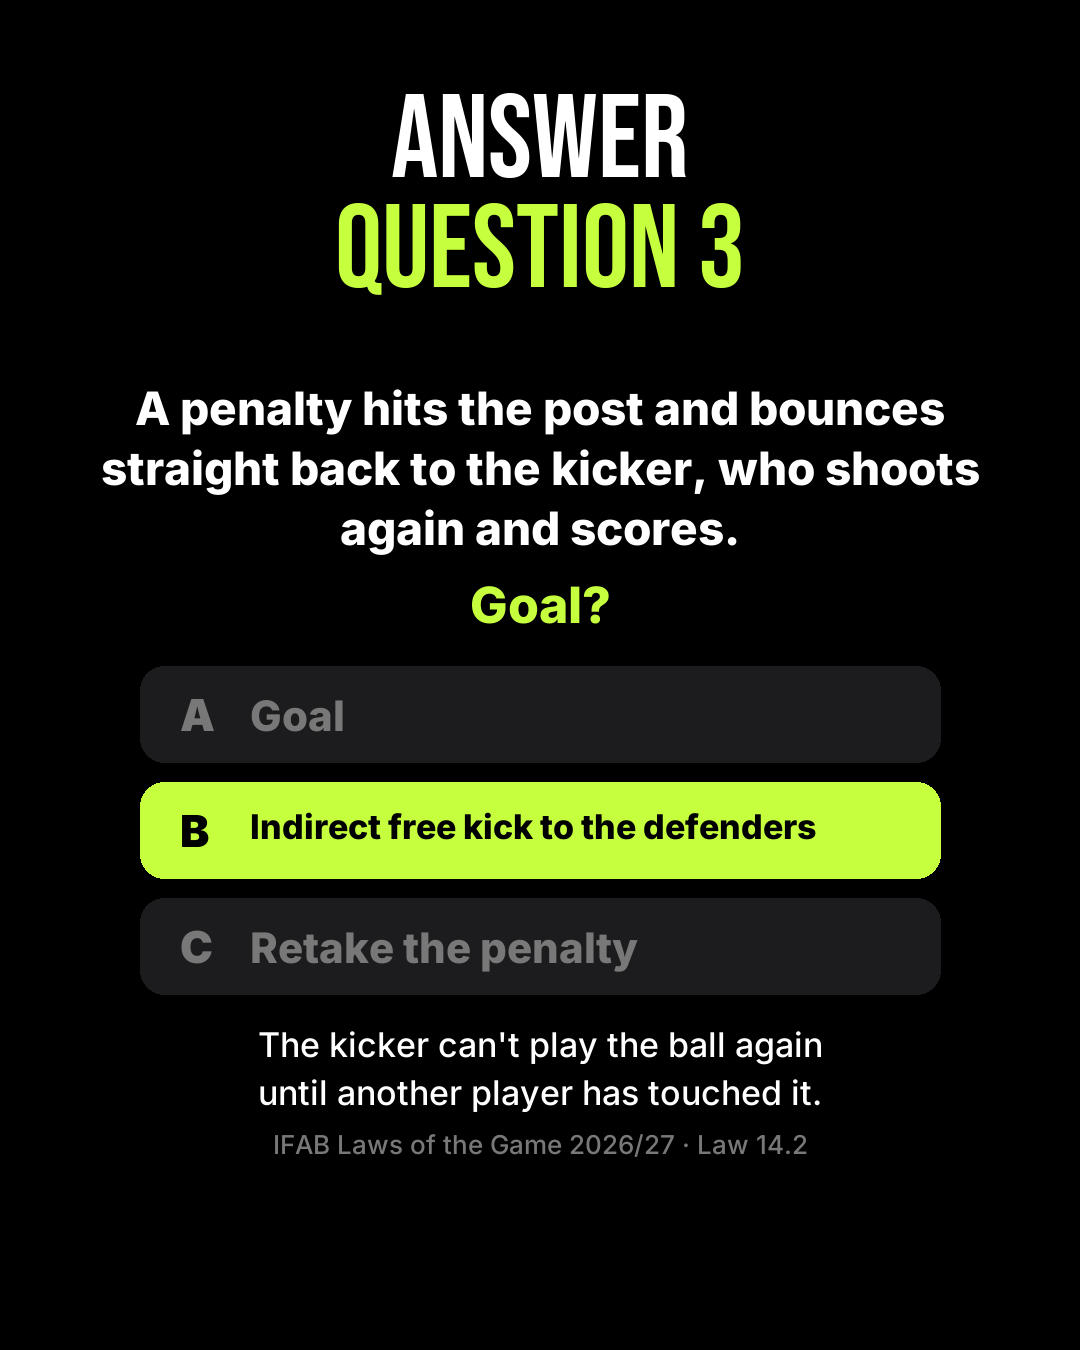 ANSWER
QUESTION 3
A penalty hits the post and bounces
straight back to the kicker, who shoots
again and scores.
Goal?
A Goal
B Indirect free kick to the defenders
C Retake the penalty
The kicker can't play the ball again
until another player has touched it.
IFAB Laws of the Game 2026/27 · Law 14.2